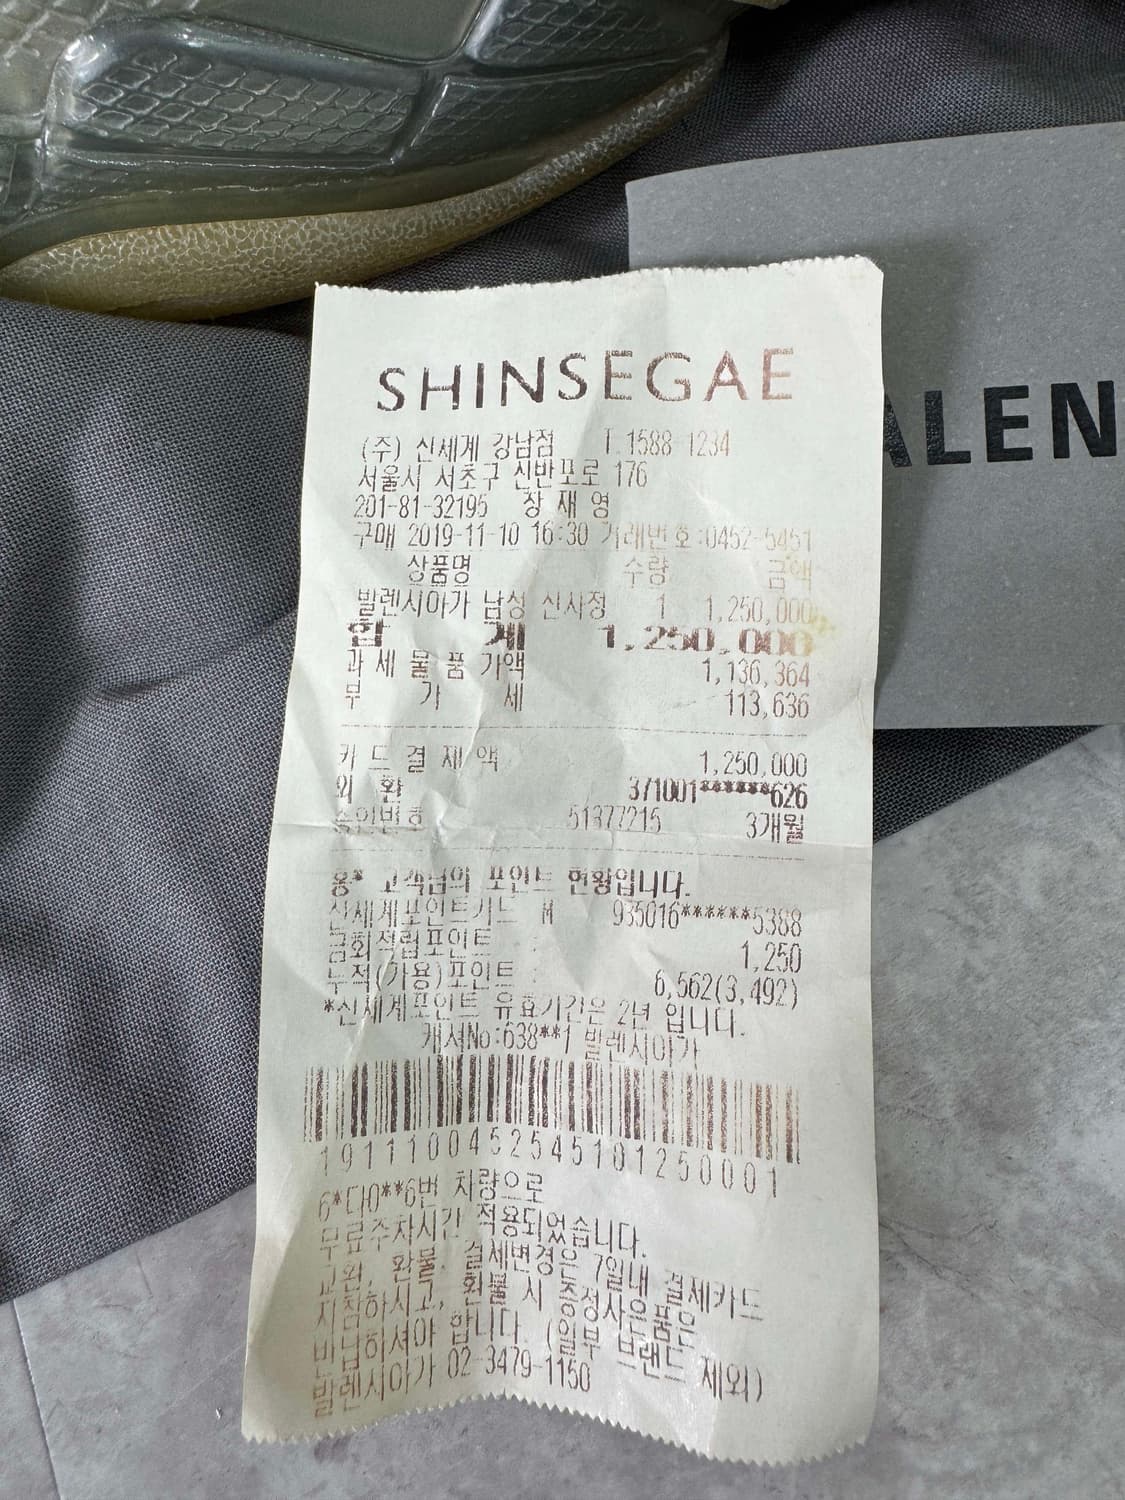 SHINSEGAE
ALEN
(주) 신세계 강남점 T.1588-1234
서울시 서초구 신반포로 176
201-81-32195 장 재 영
구매 2019-11-10 16:30 거래번호:0452-5451
상품명 수량 금액
발렌시아가 남성 신사정 1 1,250,000
합 계 1,250,000
과 세 물 품 가액 1,136,364
부 가 세 113,636
카 드 결 제 액 1,250,000
외 환 371001******626
승인번호 51377215 3개월
용* 고객님의 포인트 현황입니다.
신세계포인트카드 M 935016******5388
금회적립포인트 : 1,250
누적(가용)포인트 : 6,562(3,492)
*신세계포인트 유효기간은 2년 입니다.
캐셔No:638**1 발렌시아가
1911100452545101250001
6*다0**6번 차량으로
무료주차시간 적용되었습니다.
교환, 환불, 결제변경은 7일내 결제카드
지참하시고, 환불 시 증정사은품은
반납하셔야 합니다. (일부 브랜드 제외)
발렌시아가 02-3479-1150